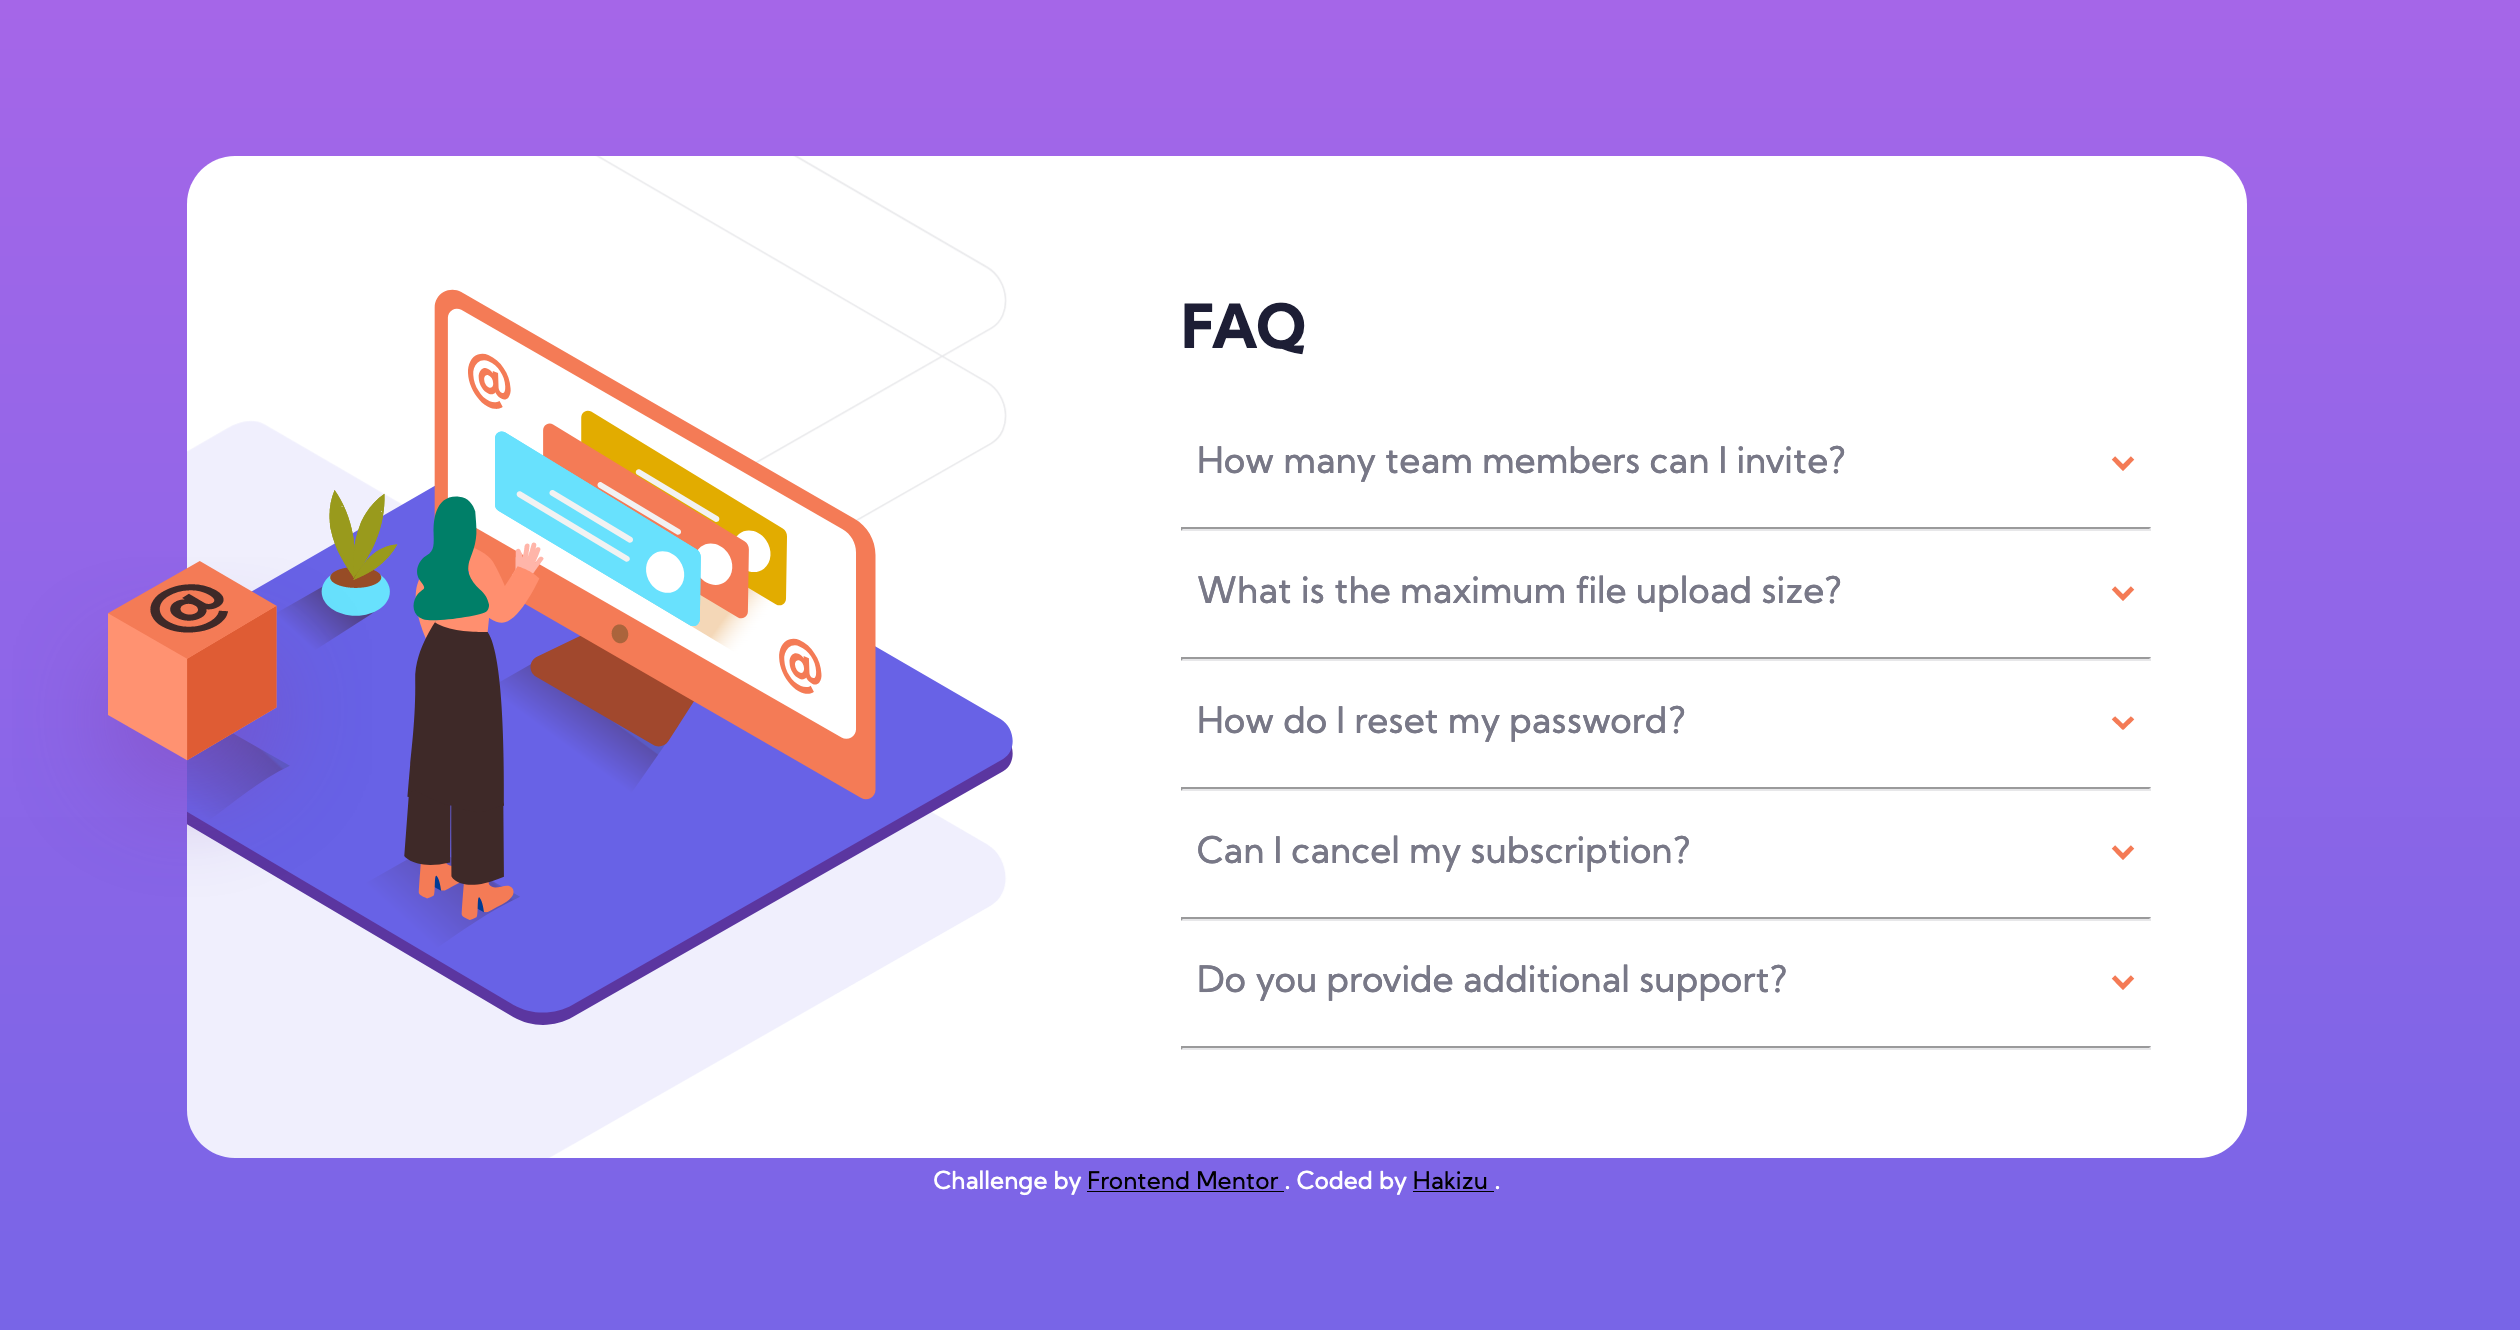 FAQ
How many team members can I invite?
What is the maximum file upload size?
How do I reset my password?
Can I cancel my subscription?
Do you provide additional support?
Challenge by Frontend Mentor . Coded by Hakizu .
@
@
@